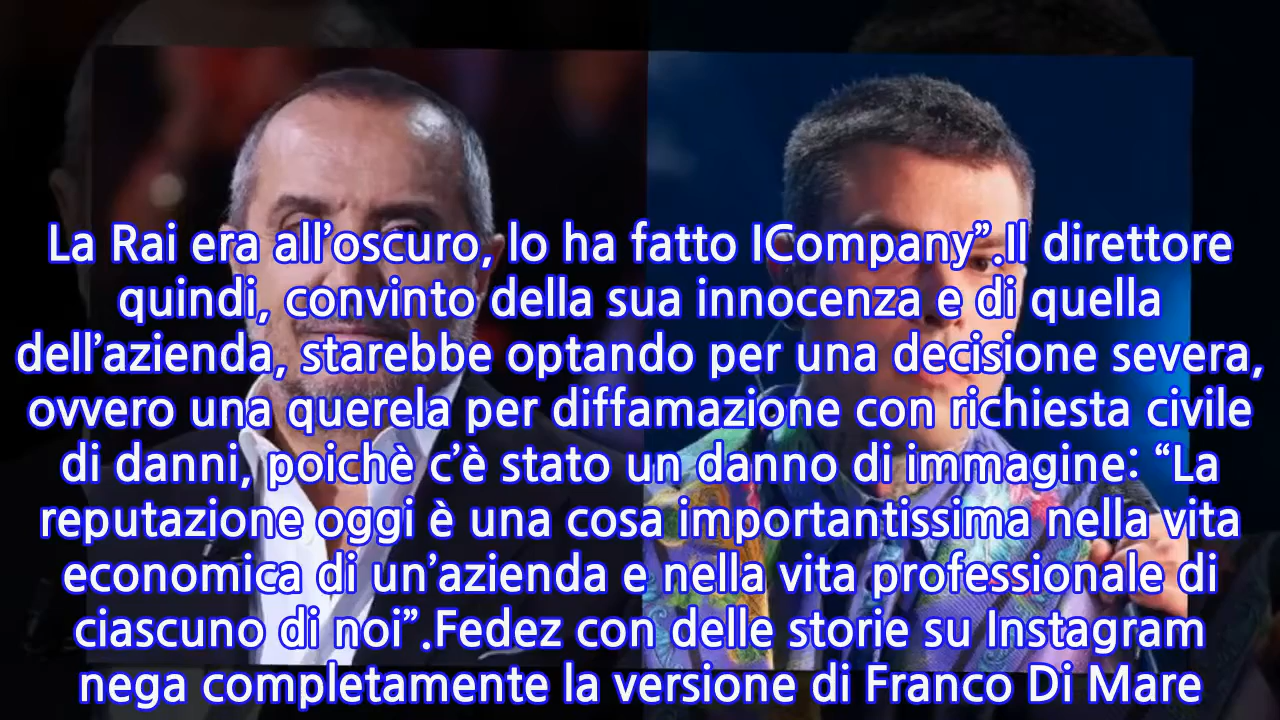 La Rai era all’oscuro, lo ha fatto ICompany”.Il direttore
quindi, convinto della sua innocenza e di quella
dell’azienda, starebbe optando per una decisione severa,
ovvero una querela per diffamazione con richiesta civile
di danni, poichè c’è stato un danno di immagine: “La
reputazione oggi è una cosa importantissima nella vita
economica di un’azienda e nella vita professionale di
ciascuno di noi”.Fedez con delle storie su Instagram
nega completamente la versione di Franco Di Mare